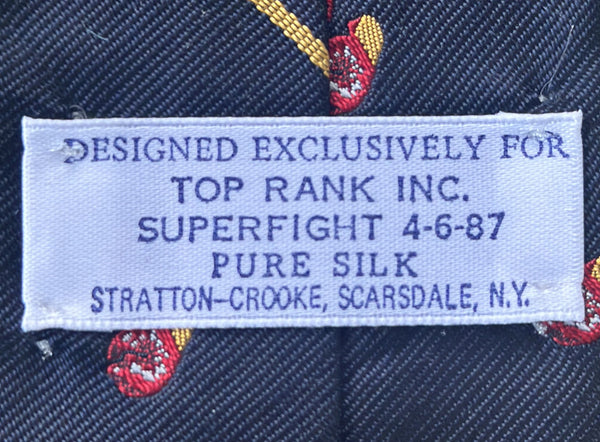 DESIGNED EXCLUSIVELY FOR
TOP RANK INC.
SUPERFIGHT 4-6-87
PURE SILK
STRATTON-CROOKE, SCARSDALE, N.Y.